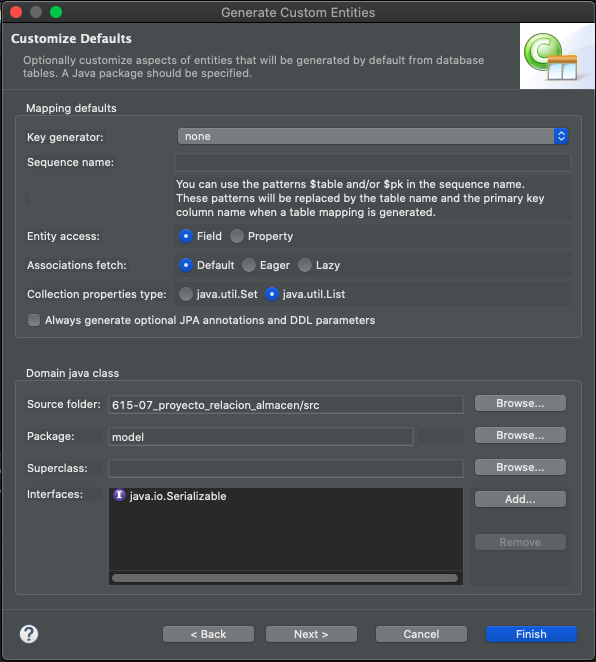 Generate Custom Entities
Customize Defaults
Optionally customize aspects of entities that will be generated by default from database
tables. A Java package should be specified.
Mapping defaults
Key generator: none
Sequence name:
You can use the patterns $table and/or $pk in the sequence name.
These patterns will be replaced by the table name and the primary key
column name when a table mapping is generated.
Entity access: Field Property
Associations fetch: Default Eager Lazy
Collection properties type: java.util.Set java.util.List
Always generate optional JPA annotations and DDL parameters
Domain java class
Source folder: 615-07_proyecto_relacion_almacen/src Browse...
Package: model Browse...
Superclass: Browse...
Interfaces: I java.io.Serializable Add...
Remove
? < Back Next > Cancel Finish